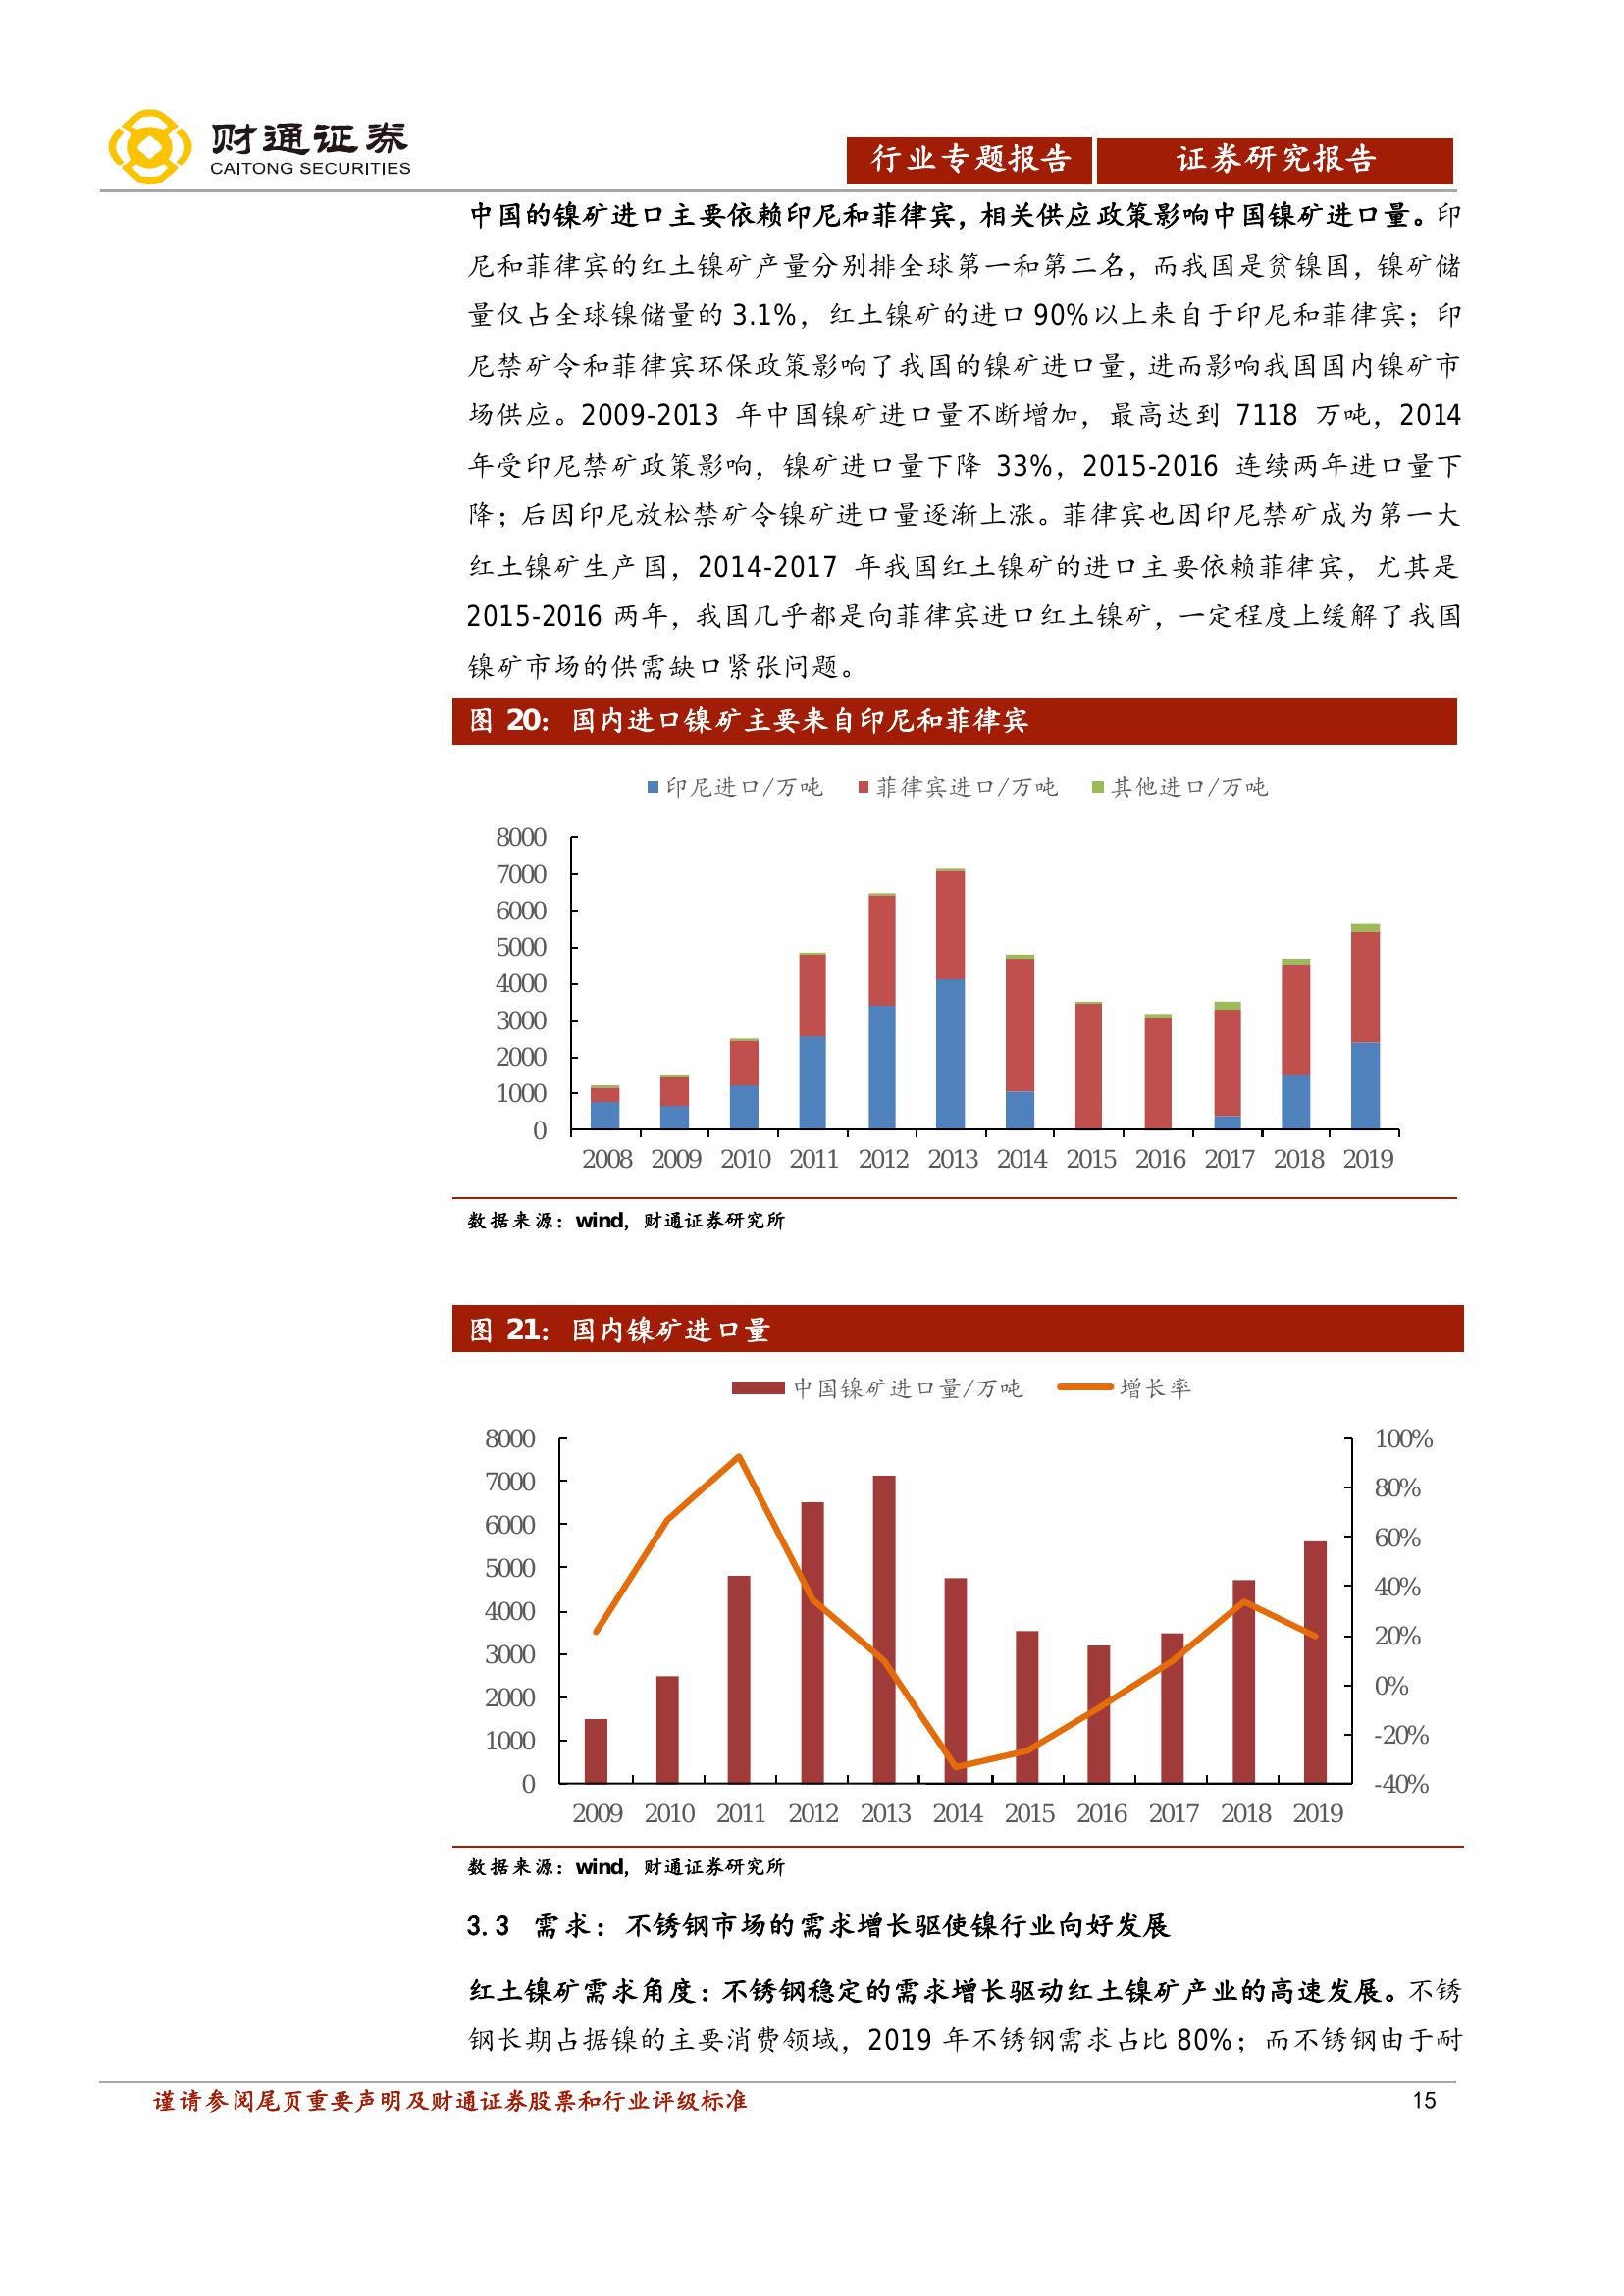 财通证券
CAITONG SECURITIES
行业专题报告 证券研究报告
中国的镍矿进口主要依赖印尼和菲律宾，相关供应政策影响中国镍矿进口量。印
尼和菲律宾的红土镍矿产量分别排全球第一和第二名，而我国是贫镍国，镍矿储
量仅占全球镍储量的 3.1%，红土镍矿的进口 90%以上来自于印尼和菲律宾；印
尼禁矿令和菲律宾环保政策影响了我国的镍矿进口量，进而影响我国国内镍矿市
场供应。2009-2013 年中国镍矿进口量不断增加，最高达到 7118 万吨，2014
年受印尼禁矿政策影响，镍矿进口量下降 33%，2015-2016 连续两年进口量下
降；后因印尼放松禁矿令镍矿进口量逐渐上涨。菲律宾也因印尼禁矿成为第一大
红土镍矿生产国，2014-2017 年我国红土镍矿的进口主要依赖菲律宾，尤其是
2015-2016 两年，我国几乎都是向菲律宾进口红土镍矿，一定程度上缓解了我国
镍矿市场的供需缺口紧张问题。
图 20：国内进口镍矿主要来自印尼和菲律宾
印尼进口/万吨 菲律宾进口/万吨 其他进口/万吨
8000
7000
6000
5000
4000
3000
2000
1000
0
2008 2009 2010 2011 2012 2013 2014 2015 2016 2017 2018 2019
数据来源：wind，财通证券研究所
图 21：国内镍矿进口量
中国镍矿进口量/万吨 增长率
8000 100%
7000 80%
6000 60%
5000 40%
4000 20%
3000 0%
2000 -20%
1000 -40%
0
2009 2010 2011 2012 2013 2014 2015 2016 2017 2018 2019
数据来源：wind，财通证券研究所
3.3 需求：不锈钢市场的需求增长驱使镍行业向好发展
红土镍矿需求角度：不锈钢稳定的需求增长驱动红土镍矿产业的高速发展。不锈
钢长期占据镍的主要消费领域，2019 年不锈钢需求占比 80%；而不锈钢由于耐
谨请参阅尾页重要声明及财通证券股票和行业评级标准 15